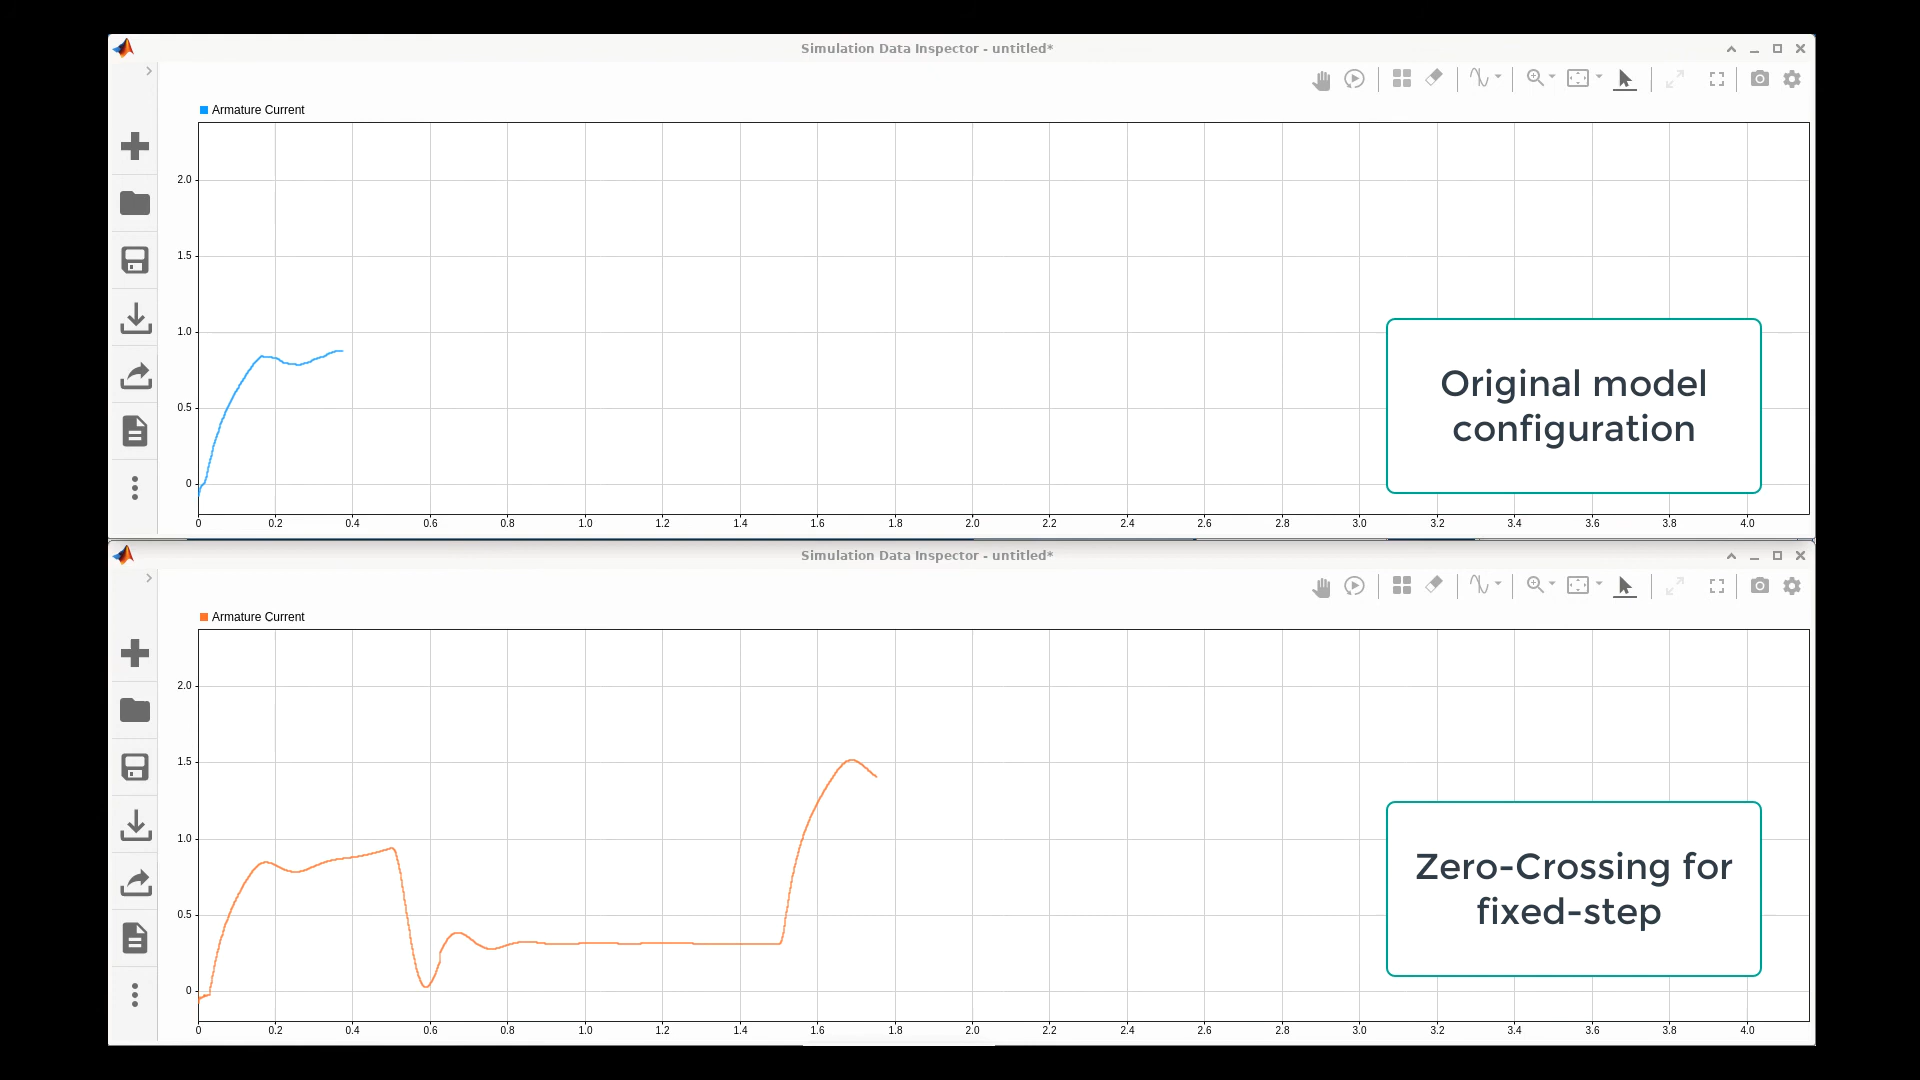 Simulation Data Inspector - untitled*
Armature Current
2.0
1.5
1.0
0.5
0
0 0.2 0.4 0.6 0.8 1.0 1.2 1.4 1.6 1.8 2.0 2.2 2.4 2.6 2.8 3.0 3.2 3.4 3.6 3.8 4.0
Original model
configuration
Simulation Data Inspector - untitled*
Armature Current
2.0
1.5
1.0
0.5
0
0 0.2 0.4 0.6 0.8 1.0 1.2 1.4 1.6 1.8 2.0 2.2 2.4 2.6 2.8 3.0 3.2 3.4 3.6 3.8 4.0
Zero-Crossing for
fixed-step